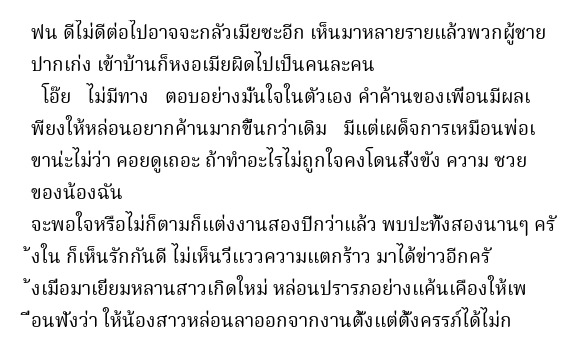 ฟน ดีไม่ดีต่อไปอาจจะกลัวเมียซะอีก เห็นมาหลายรายแล้วพวกผู้ชาย
ปากเก่ง เข้าบ้านก็หงอเมียผิดไปเป็นคนละคน
โอ๊ย ไม่มีทาง ตอบอย่างมั่นใจในตัวเอง คำค้านของเพื่อนมีผลเ
พียงให้หล่อนอยากค้านมากขึ้นกว่าเดิม มีแต่เผด็จการเหมือนพ่อเ
ขาน่ะไม่ว่า คอยดูเถอะ ถ้าทำอะไรไม่ถูกใจคงโดนสั่งขัง ความ ซวย
ของน้องฉัน
จะพอใจหรือไม่ก็ตามก็แต่งงานสองปีกว่าแล้ว พบปะทั้งสองนานๆ ครั
้งใน ก็เห็นรักกันดี ไม่เห็นวี่แววความแตกร้าว มาได้ข่าวอีกครั
้งเมื่อมาเยี่ยมหลานสาวเกิดใหม่ หล่อนปรารภอย่างแค้นเคืองให้เพ
ื่อนฟังว่า ให้น้องสาวหล่อนลาออกจากงานตั้งแต่ตั้งครรภ์ได้ไม่ก